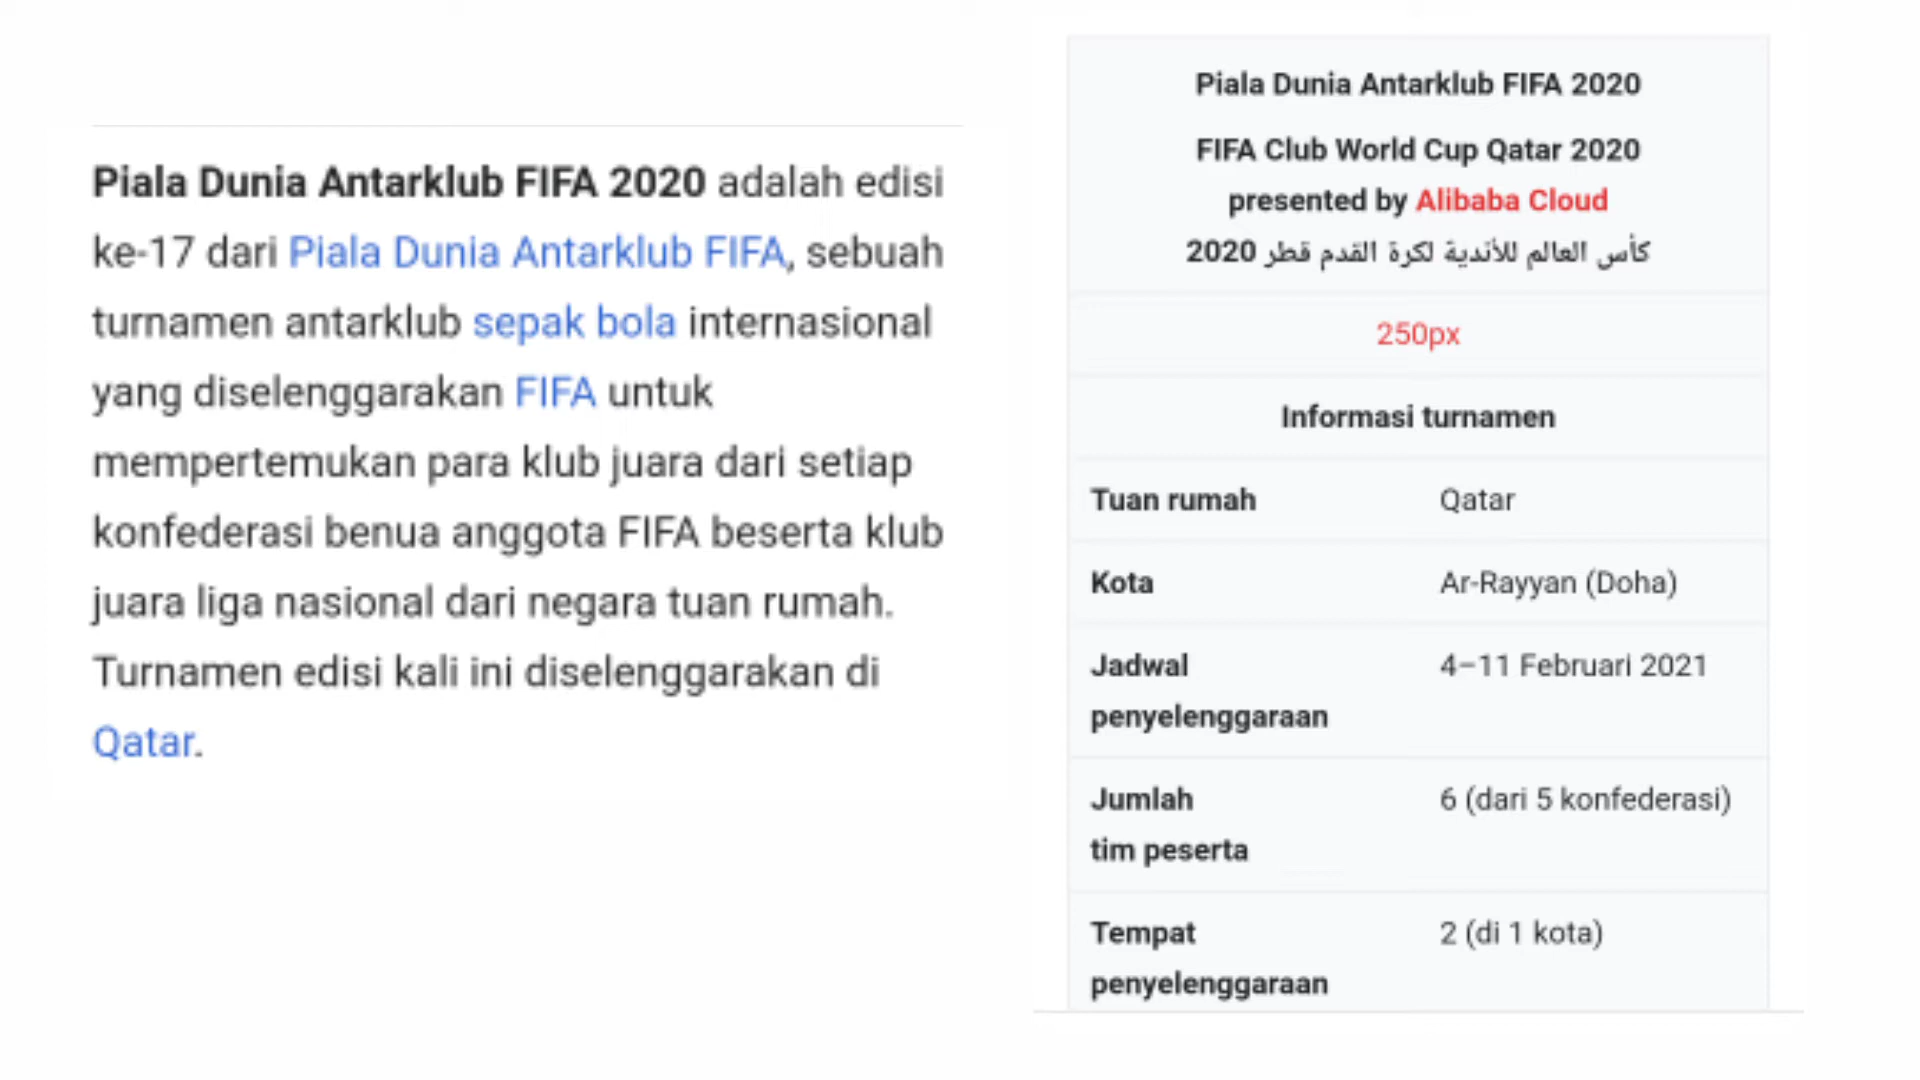 Piala Dunia Antarklub FIFA 2020 adalah edisi
ke-17 dari Piala Dunia Antarklub FIFA, sebuah
turnamen antarklub sepak bola internasional
yang diselenggarakan FIFA untuk
mempertemukan para klub juara dari setiap
konfederasi benua anggota FIFA beserta klub
juara liga nasional dari negara tuan rumah.
Turnamen edisi kali ini diselenggarakan di
Qatar.
Piala Dunia Antarklub FIFA 2020
FIFA Club World Cup Qatar 2020
presented by Alibaba Cloud
كأس العالم للأندية لكرة القدم قطر 2020
250px
Informasi turnamen
Tuan rumah Qatar
Kota Ar-Rayyan (Doha)
Jadwal 4–11 Februari 2021
penyelenggaraan
Jumlah 6 (dari 5 konfederasi)
tim peserta
Tempat 2 (di 1 kota)
penyelenggaraan